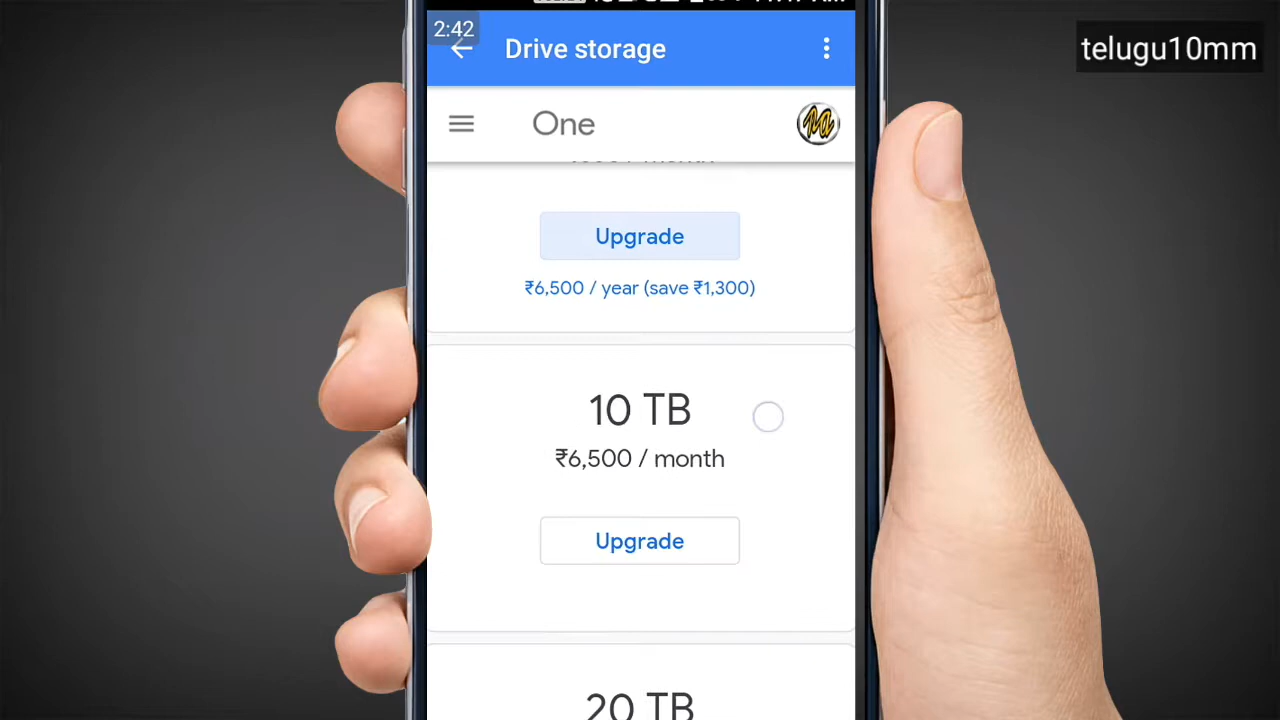 telugu10mm
2:42
Drive storage
One
Upgrade
₹6,500 / year (save ₹1,300)
10 TB
₹6,500 / month
Upgrade
20 TB